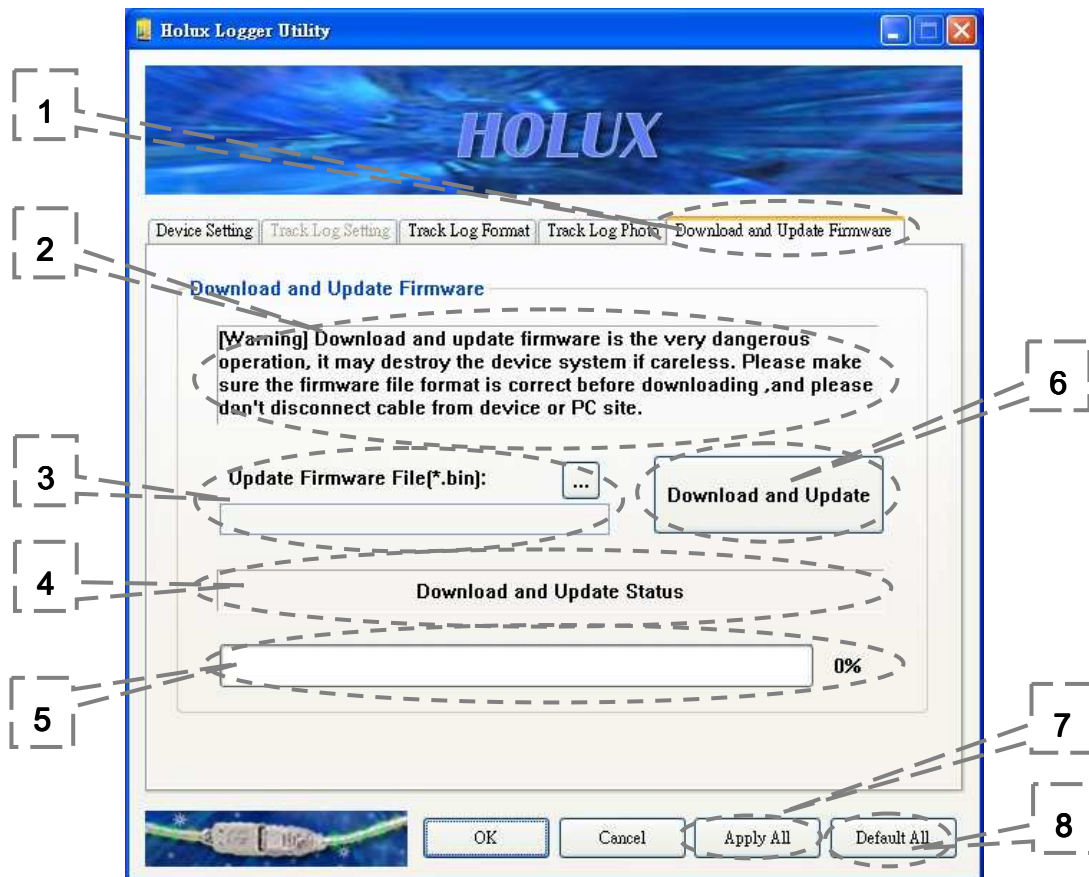 Holux Logger Utility
HOLUX
1
Device Setting Track Log Setting Track Log Format Track Log Photo Download and Update Firmware
2
Download and Update Firmware
[Warning] Download and update firmware is the very dangerous
operation, it may destroy the device system if careless. Please make
sure the firmware file format is correct before downloading ,and please
don't disconnect cable from device or PC site.
6
3
Update Firmware File(*.bin):
...
Download and Update
4
Download and Update Status
0%
5
7
OK Cancel Apply All Default All
8